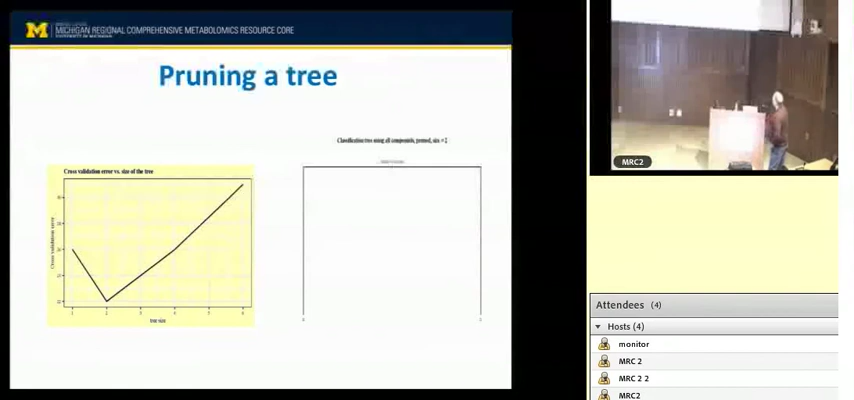 M
MICHIGAN REGIONAL COMPREHENSIVE METABOLOMICS RESOURCE CORE
Pruning a tree
Classification tree using all compounds, pruned, size = 2
Cross validation error vs. size of the tree
Cross validation error
1 2 3 4 5 6
tree size
MRC2
Attendees (4)
Hosts (4)
monitor
MRC 2
MRC 2 2
MRC2